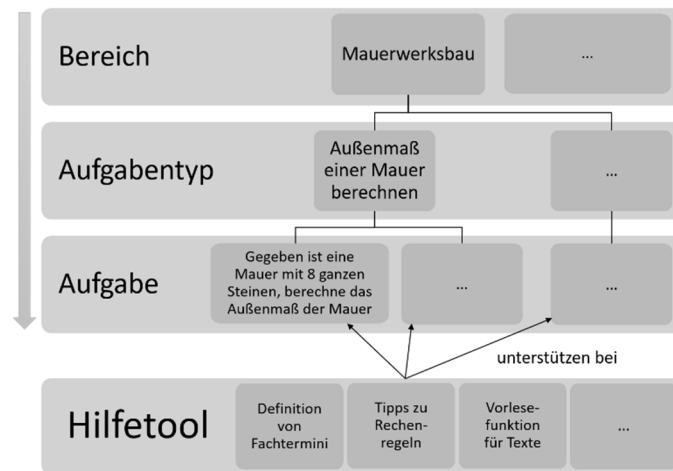 Bereich
Mauerwerksbau
...
Aufgabentyp
Außenmaß
einer Mauer
berechnen
...
Aufgabe
Gegeben ist eine
Mauer mit 8 ganzen
Steinen, berechne das
Außenmaß der Mauer
...
...
unterstützen bei
Hilfetool
Definition
von
Fachtermini
Tipps zu
Rechen-
regeln
Vorlese-
funktion
für Texte
...